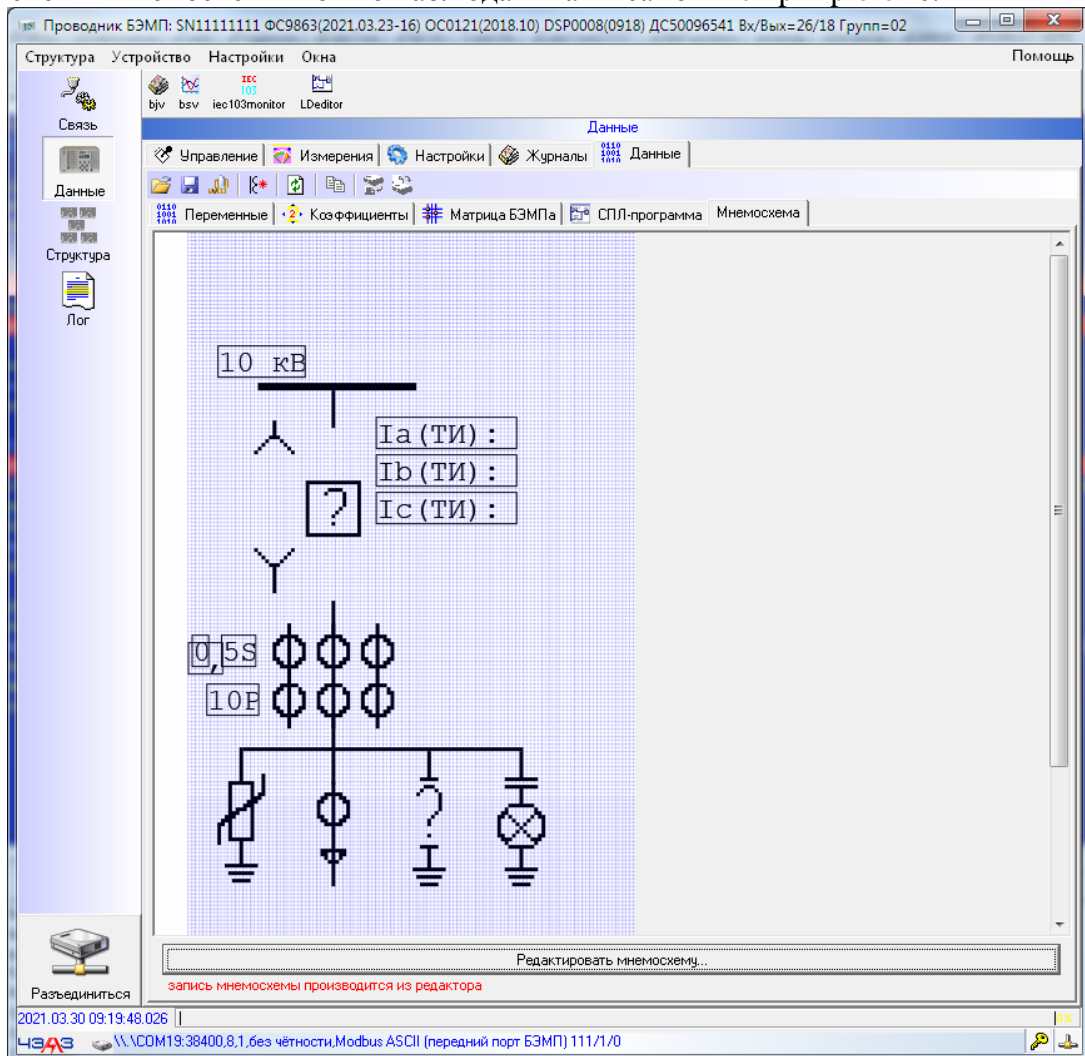 Проводник БЭМП: SN11111111 ФС9863(2021.03.23-16) ОС0121(2018.10) DSP0008(0918) ДС50096541 Вх/Вых=26/18 Групп=02
Структура Устройство Настройки Окна Помощь
Связь
Данные
Структура
Лог
Разъединиться
IEC
103
bjv bsv iec103monitor LDeditor
Данные
Управление Измерения Настройки Журналы Данные
Переменные Коэффициенты Матрица БЭМПа СПЛ-программа Мнемосхема
10 кВ
Ia(ТИ):
Ib(ТИ):
?
Ic(ТИ):
0,5S
10P
?
Редактировать мнемосхему...
запись мнемосхемы производится из редактора
2021.03.30 09:19:48.026 0%
ЧЭАЗ \\.\COM19:38400,8,1,без чётности,Modbus ASCII (передний порт БЭМП) 111/1/0